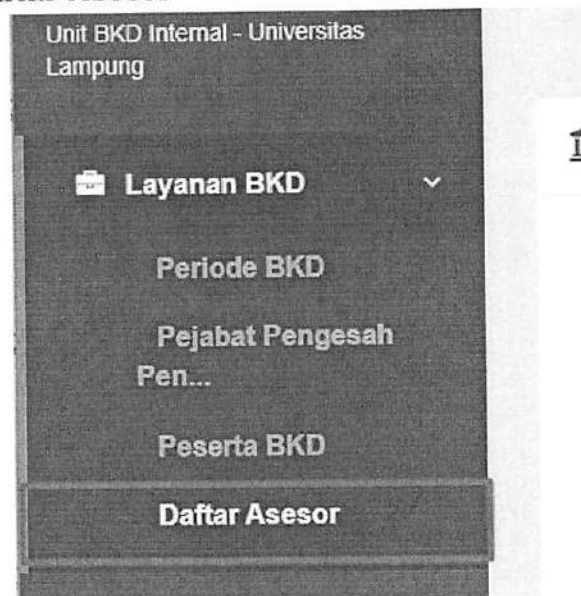 Unit BKD Internal - Universitas
Lampung
Layanan BKD
Periode BKD
Pejabat Pengesah
Pen...
Peserta BKD
Daftar Asesor